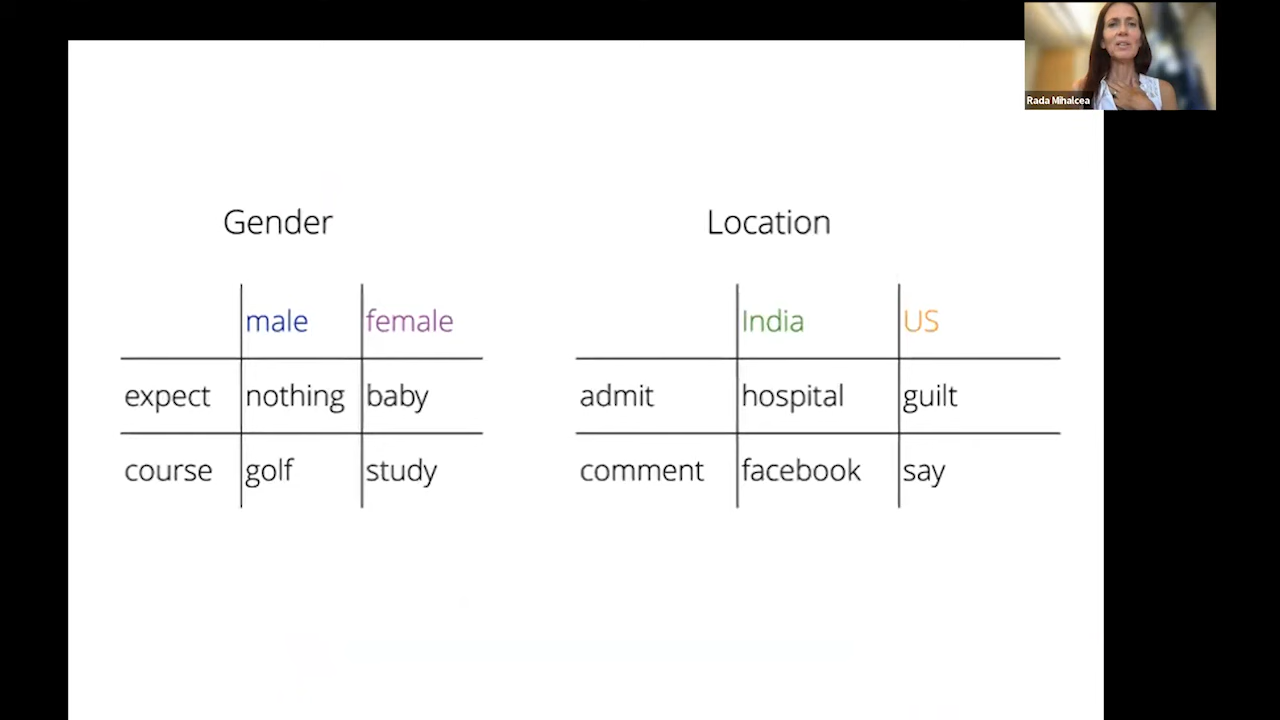 Rada Mihalcea
Gender
male female
expect nothing baby
course golf study
Location
India US
admit hospital guilt
comment facebook say